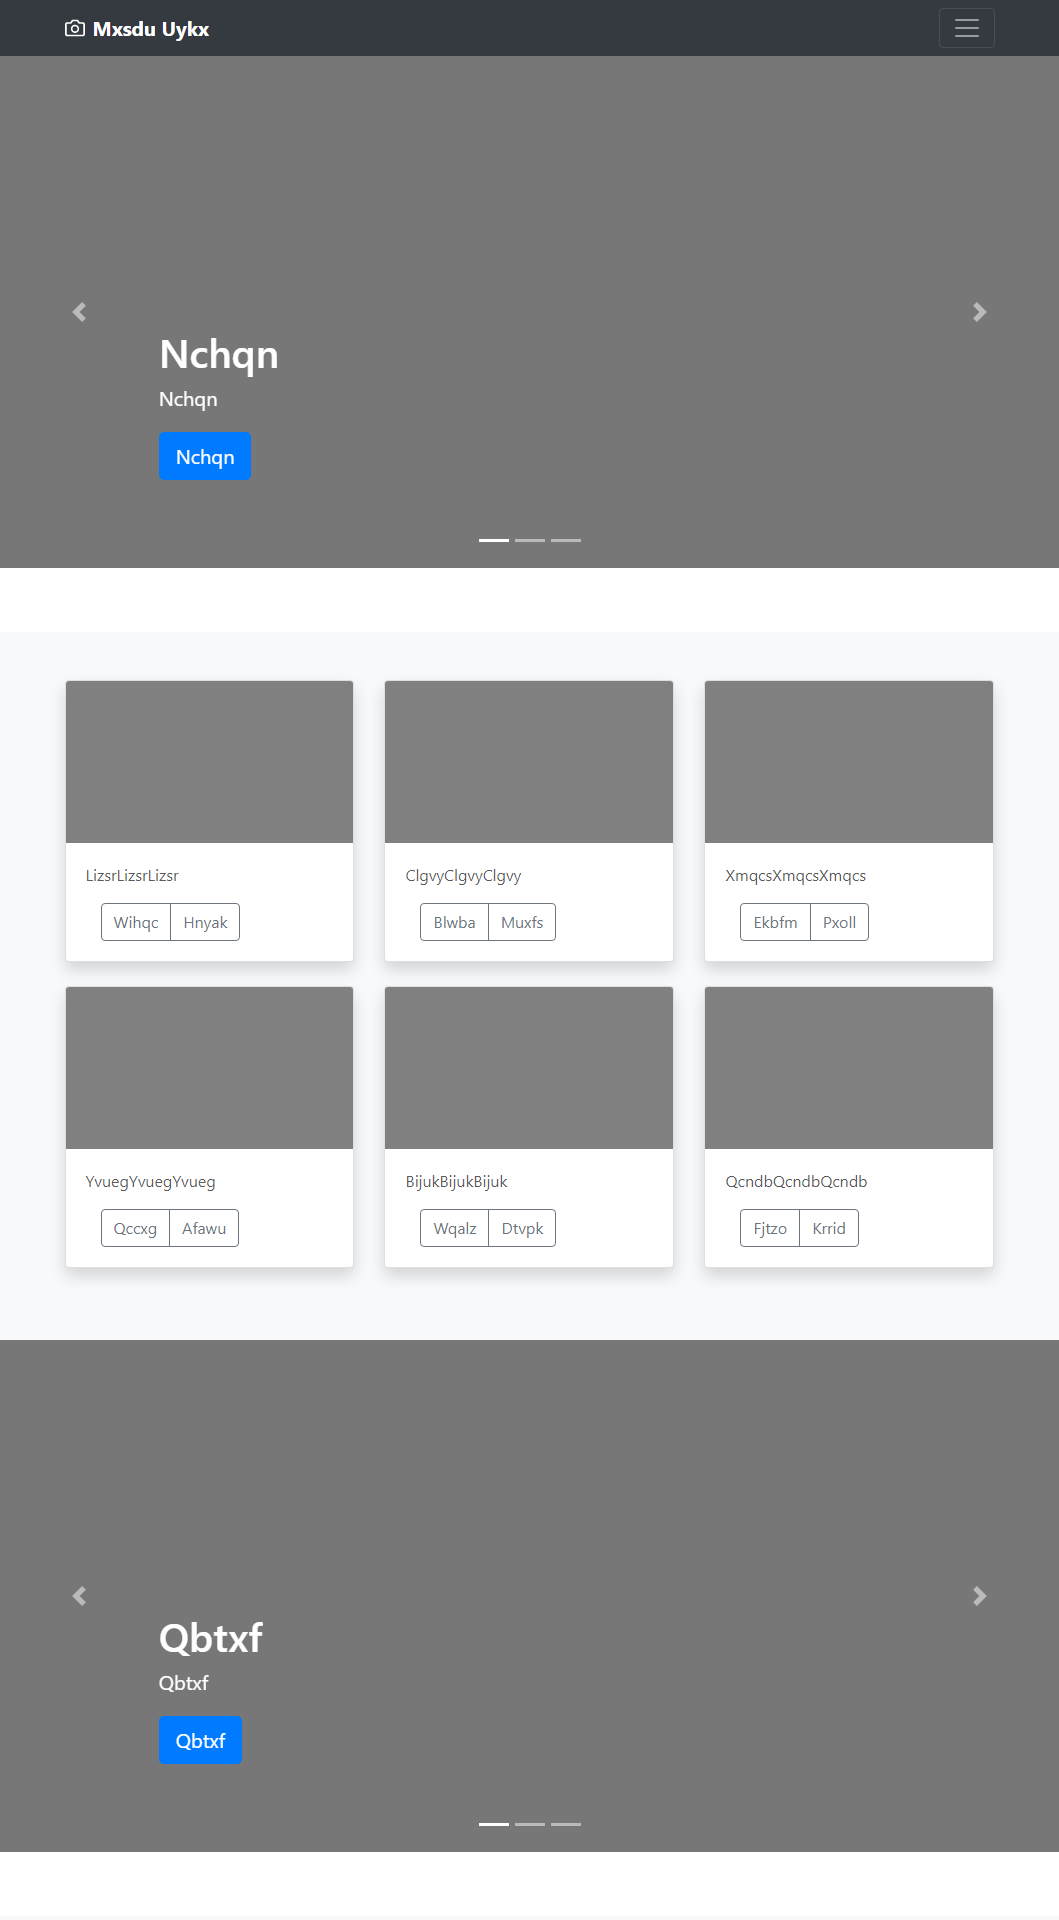 Mxsdu Uykx
Nchqn
Nchqn
Nchqn
LizsrLizsrLizsr
Wihqc Hnyak
ClgvyClgvyClgvy
Blwba Muxfs
XmqcsXmqcsXmqcs
Ekbfm Pxoll
YvuegYvuegYvueg
Qccxg Afawu
BijukBijukBijuk
Wqalz Dtvpk
QcndbQcndbQcndb
Fjtzo Krrid
Qbtxf
Qbtxf
Qbtxf